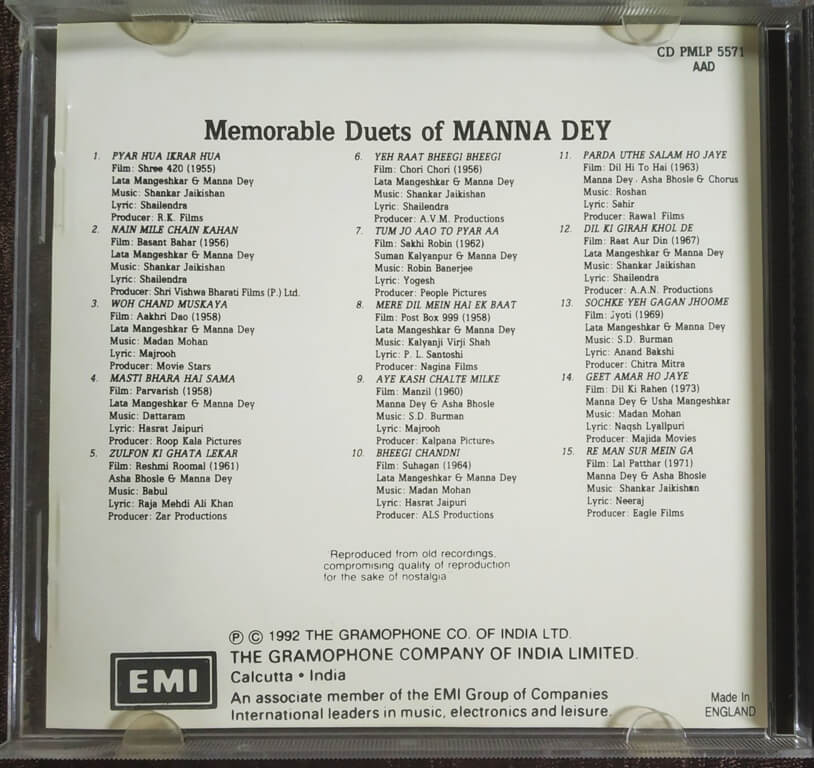 CD PMLP 5571
AAD
Memorable Duets of MANNA DEY
1. PYAR HUA IKRAR HUA
Film: Shree 420 (1955)
Lata Mangeshkar & Manna Dey
Music: Shankar Jaikishan
Lyric: Shailendra
Producer: R.K. Films
2. NAIN MILE CHAIN KAHAN
Film: Basant Bahar (1956)
Lata Mangeshkar & Manna Dey
Music: Shankar Jaikishan
Lyric: Shailendra
Producer: Shri Vishwa Bharati Films (P.) Ltd.
3. WOH CHAND MUSKAYA
Film: Aakhri Dao (1958)
Lata Mangeshkar & Manna Dey
Music: Madan Mohan
Lyric: Majrooh
Producer: Movie Stars
4. MASTI BHARA HAI SAMA
Film: Parvarish (1958)
Lata Mangeshkar & Manna Dey
Music: Dattaram
Lyric: Hasrat Jaipuri
Producer: Roop Kala Pictures
5. ZULFON KI GHATA LEKAR
Film: Reshmi Roomal (1961)
Asha Bhosle & Manna Dey
Music: Babul
Lyric: Raja Mehdi Ali Khan
Producer: Zar Productions
6. YEH RAAT BHEEGI BHEEGI
Film: Chori Chori (1956)
Lata Mangeshkar & Manna Dey
Music: Shankar Jaikishan
Lyric: Shailendra
Producer: A.V.M. Productions
7. TUM JO AAO TO PYAR AA
Film: Sakhi Robin (1962)
Suman Kalyanpur & Manna Dey
Music: Robin Banerjee
Lyric: Yogesh
Producer: People Pictures
8. MERE DIL MEIN HAI EK BAAT
Film: Post Box 999 (1958)
Lata Mangeshkar & Manna Dey
Music: Kalyanji Virji Shah
Lyric: P. L. Santoshi
Producer: Nagina Films
9. AYE KASH CHALTE MILKE
Film: Manzil (1960)
Manna Dey & Asha Bhosle
Music: S.D. Burman
Lyric: Majrooh
Producer: Kalpana Pictures
10. BHEEGI CHANDNI
Film: Suhagan (1964)
Lata Mangeshkar & Manna Dey
Music: Madan Mohan
Lyric: Hasrat Jaipuri
Producer: ALS Productions
11. PARDA UTHE SALAM HO JAYE
Film: Dil Hi To Hai (1963)
Manna Dey · Asha Bhosle & Chorus
Music: Roshan
Lyric: Sahir
Producer: Rawal Films
12. DIL KI GIRAH KHOL DE
Film: Raat Aur Din (1967)
Lata Mangeshkar & Manna Dey
Music: Shankar Jaikishan
Lyric: Shailendra
Producer: A.A.N. Productions
13. SOCHKE YEH GAGAN JHOOME
Film: Jyoti (1969)
Lata Mangeshkar & Manna Dey
Music: S.D. Burman
Lyric: Anand Bakshi
Producer: Chitra Mitra
14. GEET AMAR HO JAYE
Film: Dil Ki Rahen (1973)
Manna Dey & Usha Mangeshkar
Music: Madan Mohan
Lyric: Naqsh Lyallpuri
Producer: Majida Movies
15. RE MAN SUR MEIN GA
Film: Lal Patthar (1971)
Manna Dey & Asha Bhosle
Music: Shankar Jaikishan
Lyric: Neeraj
Producer: Eagle Films
Reproduced from old recordings.
compromising quality of reproduction
for the sake of nostalgia
Ⓟ © 1992 THE GRAMOPHONE CO. OF INDIA LTD.
THE GRAMOPHONE COMPANY OF INDIA LIMITED.
EMI
Calcutta • India
An associate member of the EMI Group of Companies
International leaders in music, electronics and leisure.
Made In
ENGLAND